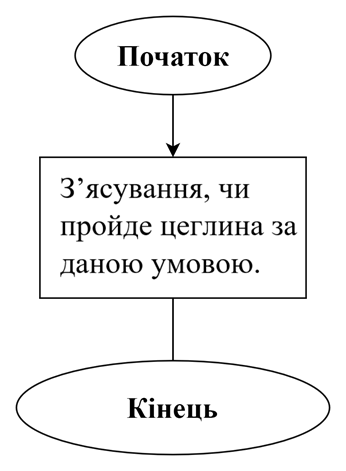 Початок
З’ясування, чи
пройде цеглина за
даною умовою.
Кінець